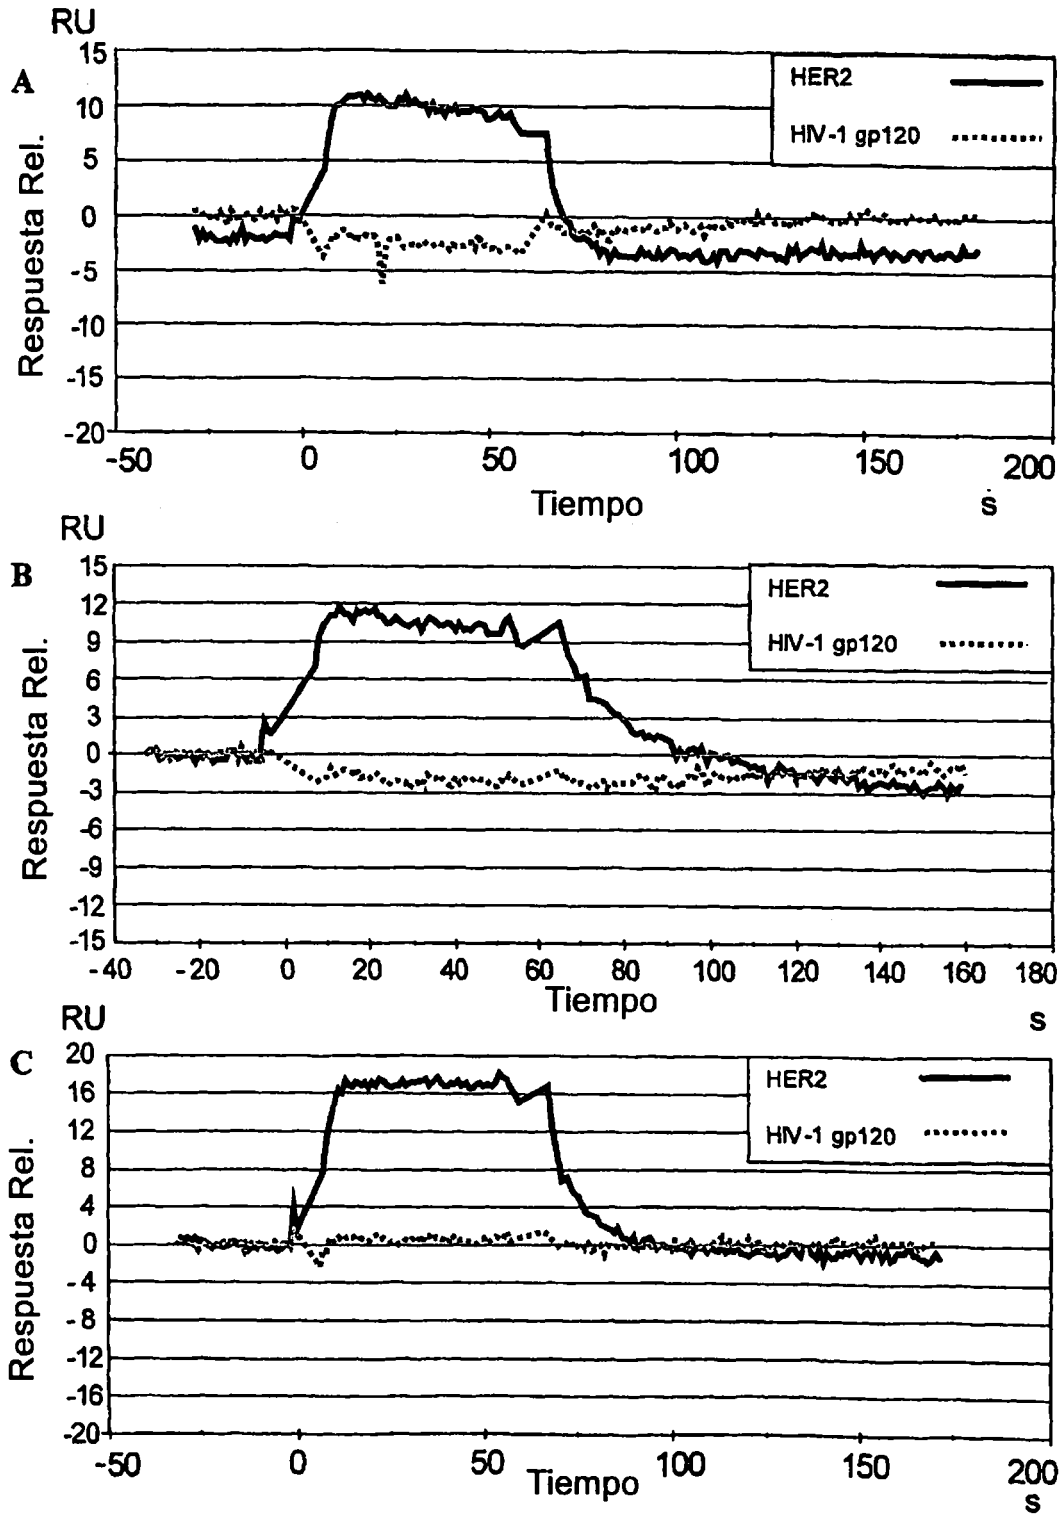 RU
A
15
10
5
0
-5
-10
-15
-20
Respuesta Rel.
HER2
HIV-1 gp120
-50 0 50 100 150 200
Tiempo s
RU
B
15
12
9
6
3
0
-3
-6
-9
-12
-15
Respuesta Rel.
HER2
HIV-1 gp120
-40 -20 0 20 40 60 80 100 120 140 160 180
Tiempo
s
RU
C
20
16
12
8
4
0
-4
-8
-12
-16
-20
Respuesta Rel.
HER2
HIV-1 gp120
-50 0 50 100 150 200
Tiempo
s